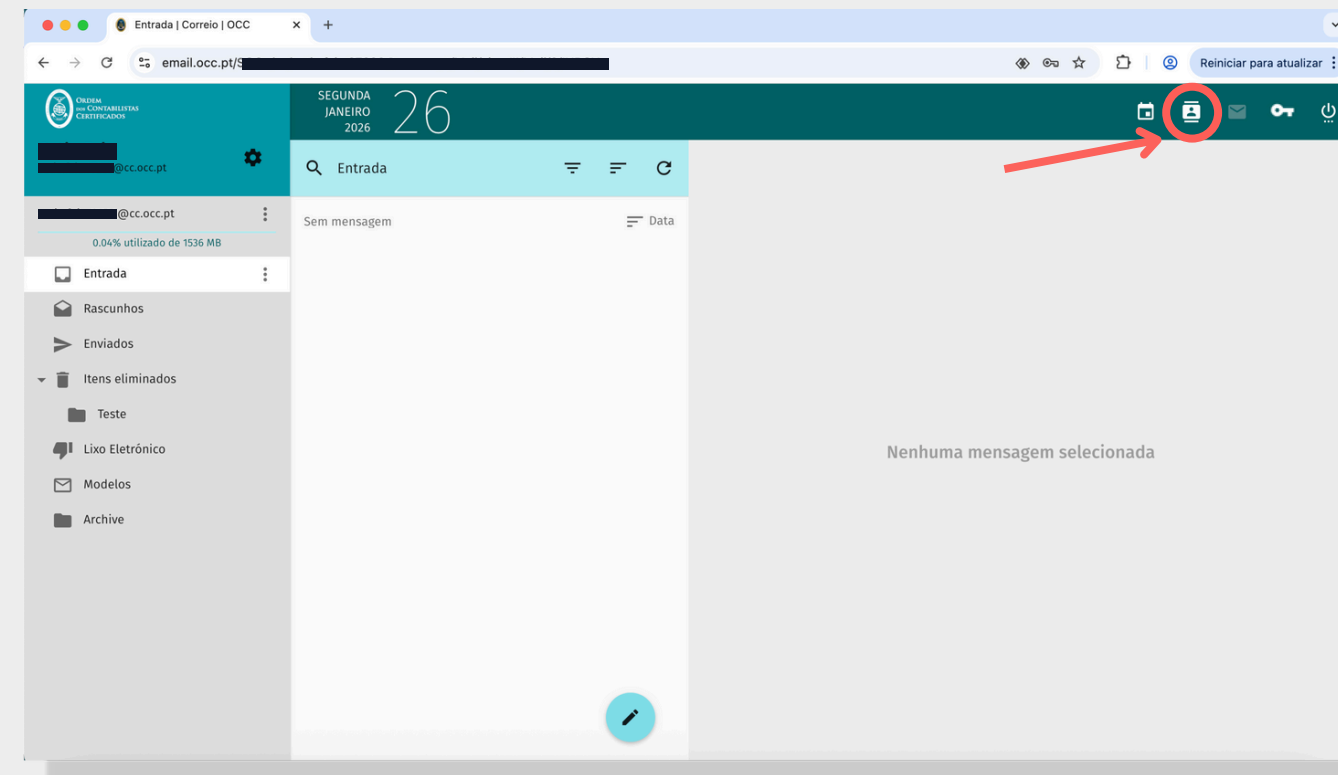 Entrada | Correio | OCC
email.occ.pt/
Reiniciar para atualizar
ORDEM
DOS CONTABILISTAS
CERTIFICADOS
SEGUNDA
JANEIRO
2026
26
@cc.occ.pt
Entrada
@cc.occ.pt
Sem mensagem
Data
0.04% utilizado de 1536 MB
Entrada
Rascunhos
Enviados
Itens eliminados
Teste
Lixo Eletrónico
Nenhuma mensagem selecionada
Modelos
Archive